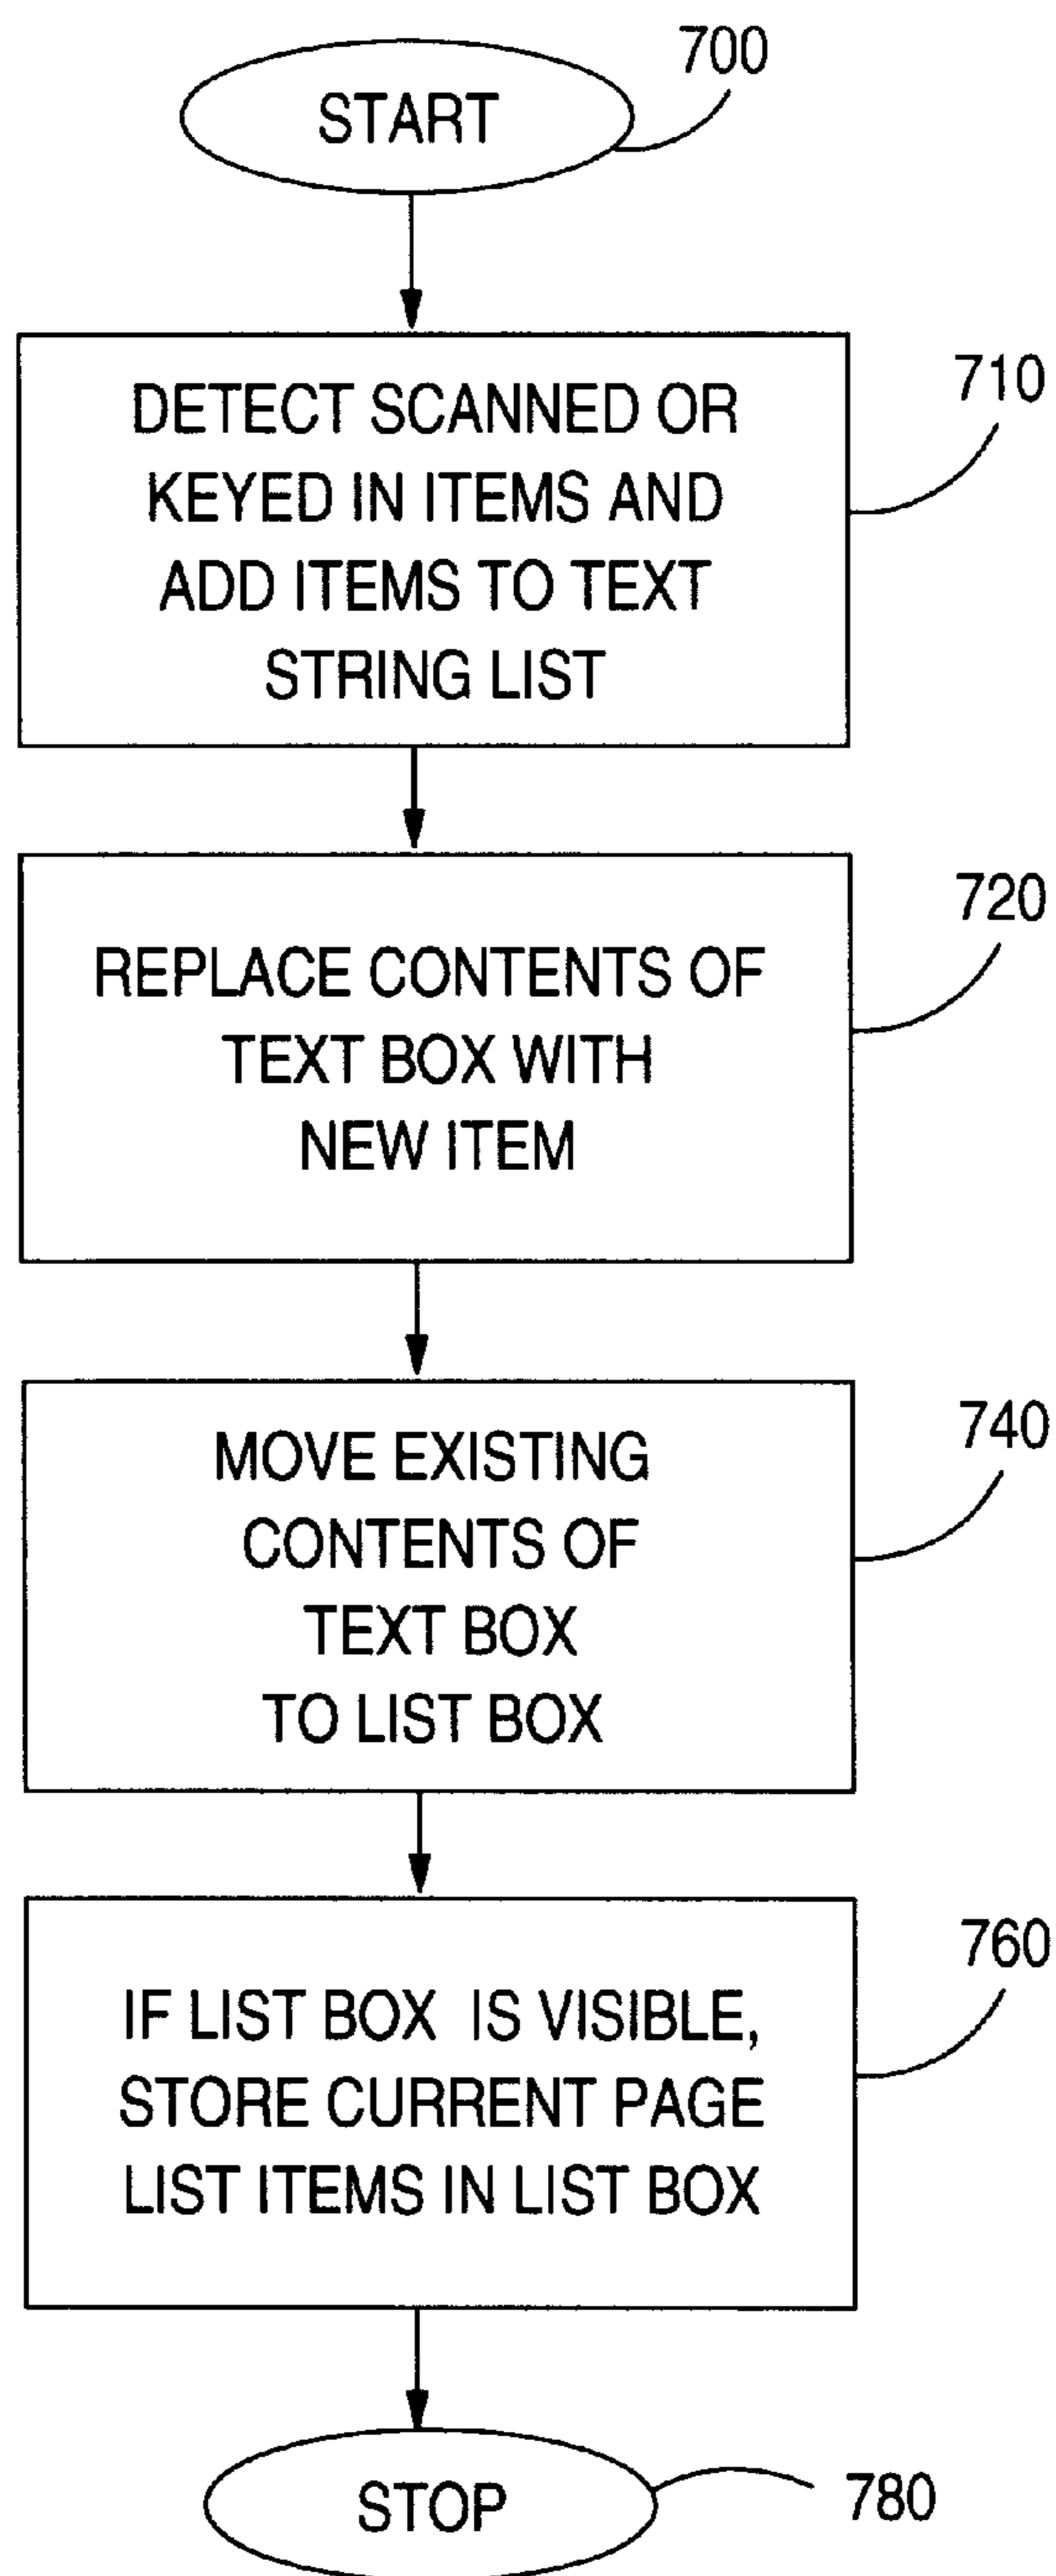 700
START
710
DETECT SCANNED OR
KEYED IN ITEMS AND
ADD ITEMS TO TEXT
STRING LIST
720
REPLACE CONTENTS OF
TEXT BOX WITH
NEW ITEM
740
MOVE EXISTING
CONTENTS OF
TEXT BOX
TO LIST BOX
760
IF LIST BOX IS VISIBLE,
STORE CURRENT PAGE
LIST ITEMS IN LIST BOX
STOP
780